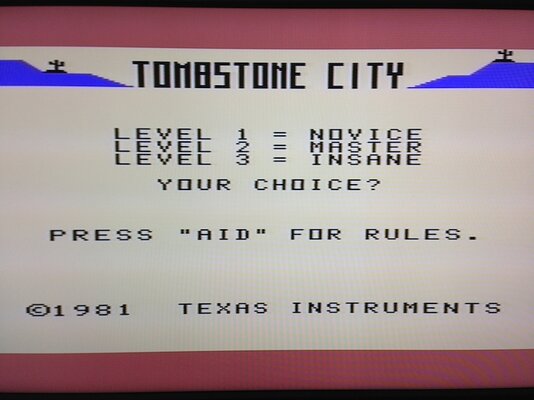 TOMBSTONE CITY
LEVEL 1 = NOVICE
LEVEL 2 = MASTER
LEVEL 3 = INSANE
YOUR CHOICE?
PRESS "AID" FOR RULES.
©1981 TEXAS INSTRUMENTS